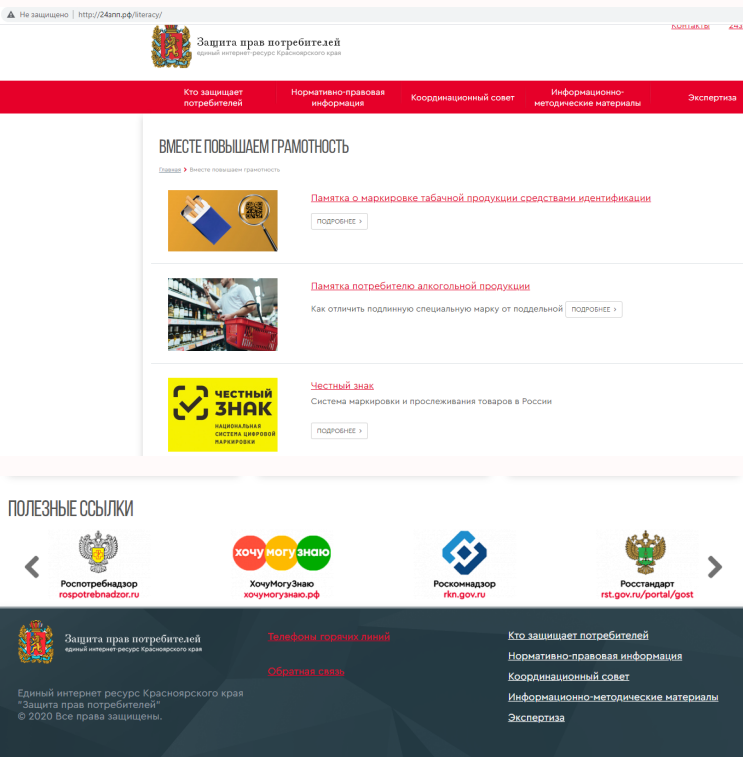 Не защищено | http://24зпп.рф/literacy/
Контакты 24з
Защита прав потребителей
единый интернет-ресурс Красноярского края
Кто защищает потребителей
Нормативно-правовая информация
Координационный совет
Информационно-методические материалы
Экспертиза
ВМЕСТЕ ПОВЫШАЕМ ГРАМОТНОСТЬ
Главная > Вместе повышаем грамотность
Памятка о маркировке табачной продукции средствами идентификации
ПОДРОБНЕЕ >
Памятка потребителю алкогольной продукции
Как отличить подлинную специальную марку от поддельной ПОДРОБНЕЕ >
ЧЕСТНЫЙ
ЗНАК
НАЦИОНАЛЬНАЯ
СИСТЕМА ЦИФРОВОЙ
МАРКИРОВКИ
Честный знак
Система маркировки и прослеживания товаров в России
ПОДРОБНЕЕ >
ПОЛЕЗНЫЕ ССЫЛКИ
Роспотребнадзор
rospotrebnadzor.ru
хочу могу знаю
ХочуМогуЗнаю
хочумогузнаю.рф
Роскомнадзор
rkn.gov.ru
Росстандарт
rst.gov.ru/portal/gost
Защита прав потребителей
единый интернет-ресурс Красноярского края
Единый интернет ресурс Красноярского края
"Защита прав потребителей"
© 2020 Все права защищены.
Телефоны горячих линий
Обратная связь
Кто защищает потребителей
Нормативно-правовая информация
Координационный совет
Информационно-методические материалы
Экспертиза